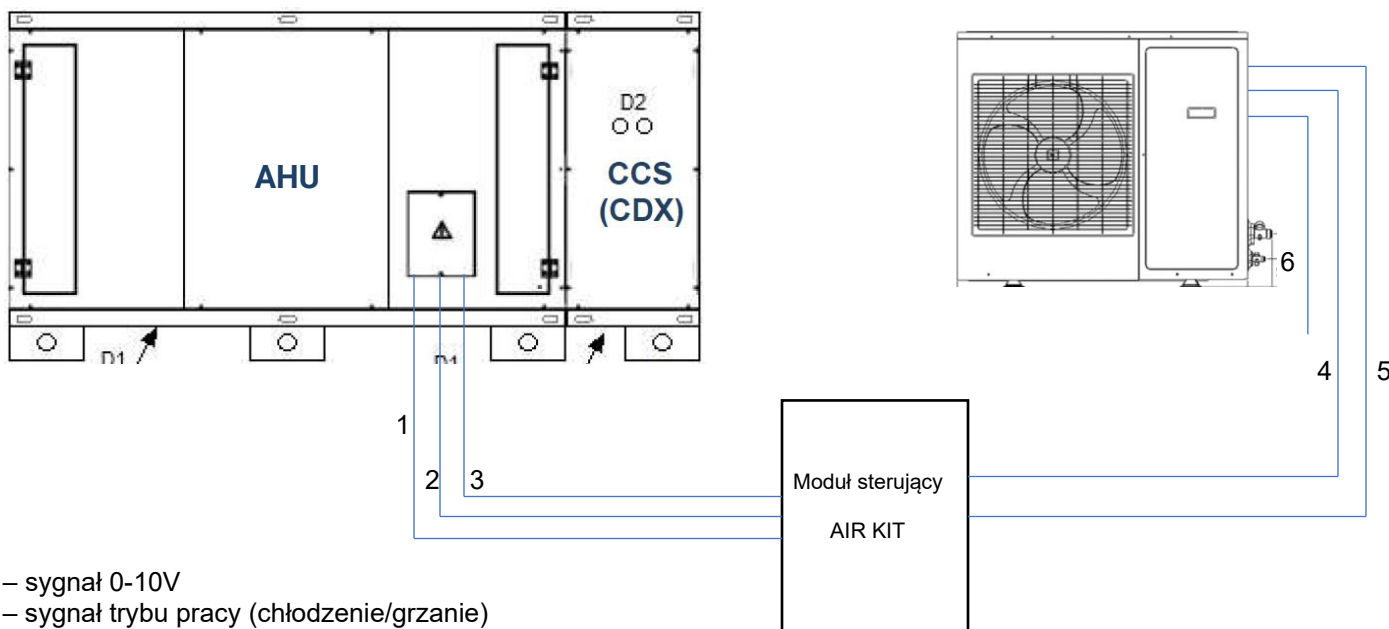 D2
AHU
CCS
(CDX)
6
D1
4
5
1
2
3
Moduł sterujący
AIR KIT
– sygnał 0-10V
– sygnał trybu pracy (chłodzenie/grzanie)